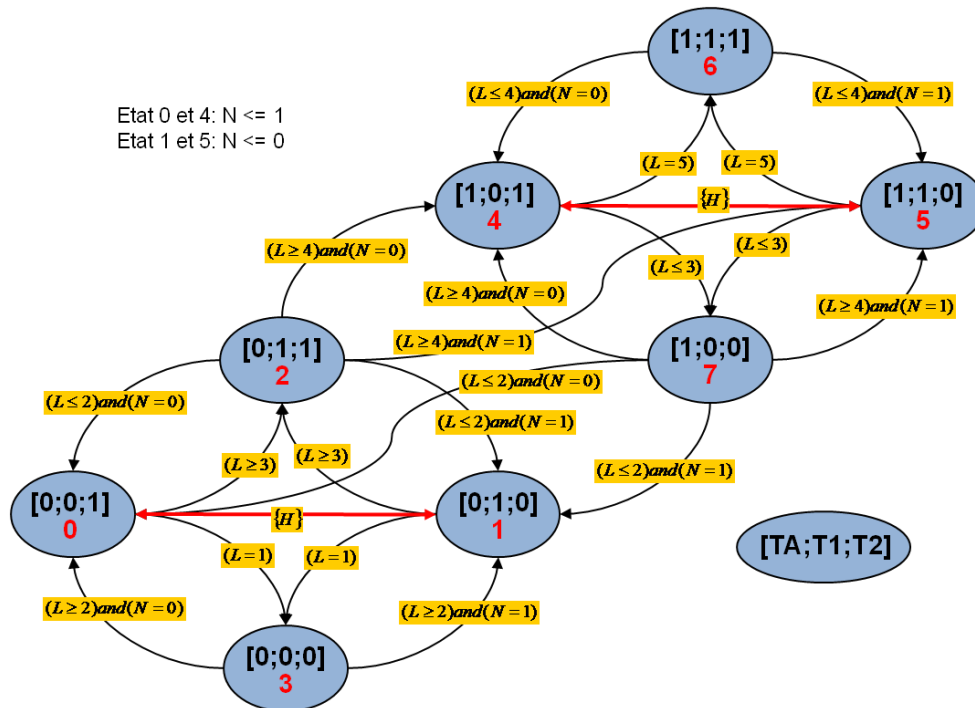 [1;1;1]
6
(L ≤ 4)and(N = 0)
(L ≤ 4)and(N = 1)
Etat 0 et 4: N <= 1
Etat 1 et 5: N <= 0
(L = 5)
(L = 5)
[1;0;1]
4
{H}
[1;1;0]
5
(L ≥ 4)and(N = 0)
(L ≤ 3)
(L ≤ 3)
(L ≥ 4)and(N = 0)
(L ≥ 4)and(N = 1)
(L ≥ 4)and(N = 1)
[0;1;1]
2
[1;0;0]
7
(L ≤ 2)and(N = 0)
(L ≤ 2)and(N = 0)
(L ≤ 2)and(N = 1)
(L ≥ 3)
(L ≥ 3)
(L ≤ 2)and(N = 1)
[0;0;1]
0
{H}
[0;1;0]
1
[TA;T1;T2]
(L = 1)
(L = 1)
(L ≥ 2)and(N = 0)
(L ≥ 2)and(N = 1)
[0;0;0]
3